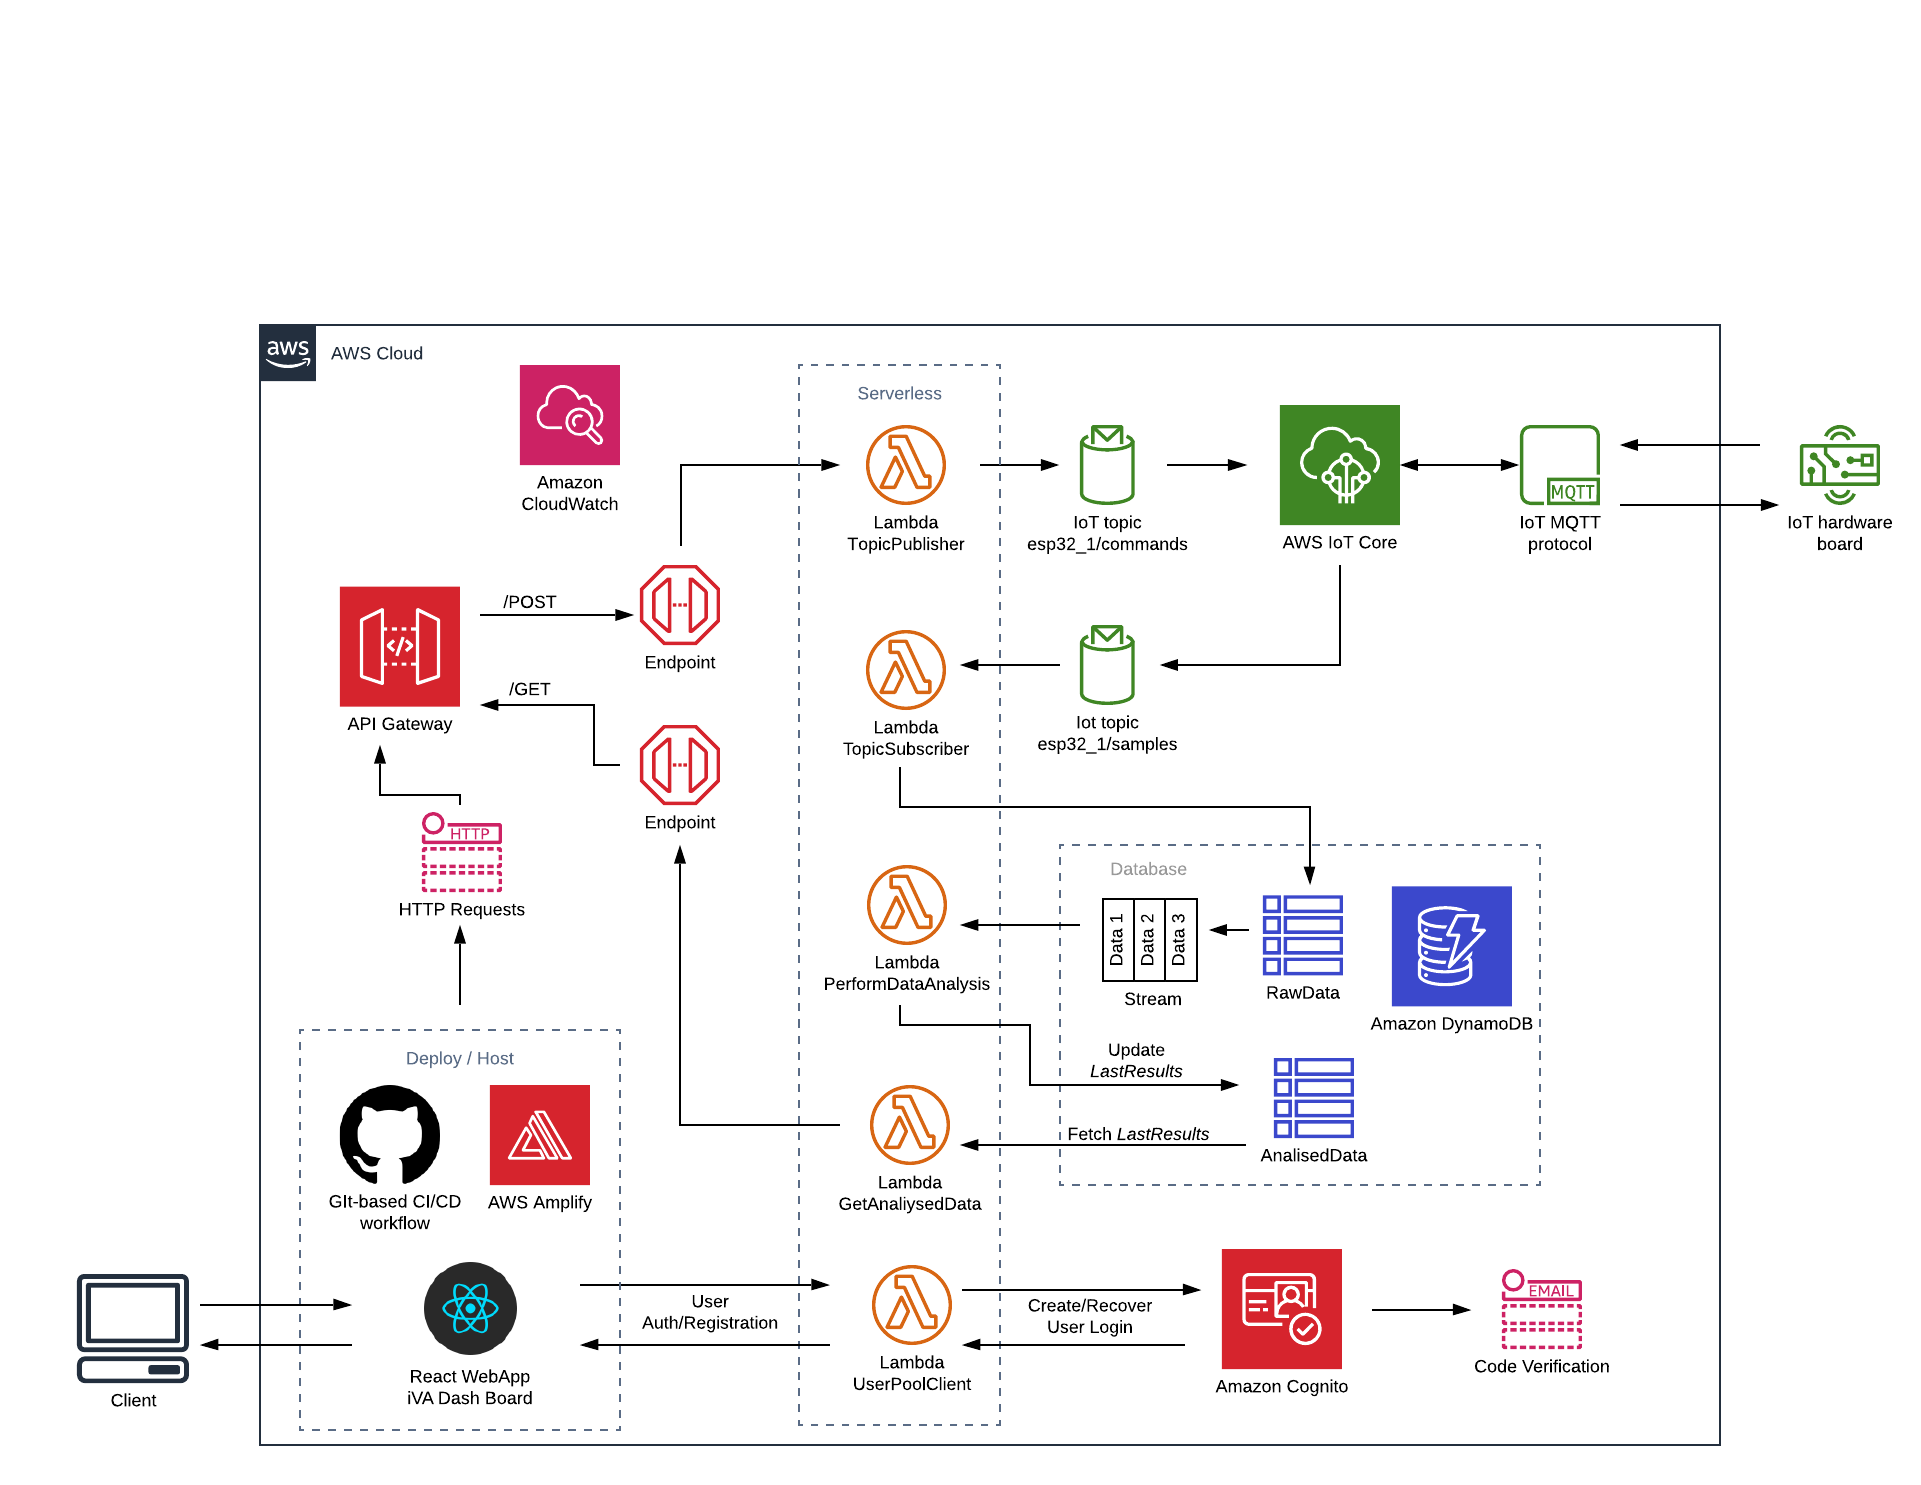 aws
AWS Cloud
Amazon
CloudWatch
Serverless
Lambda
TopicPublisher
IoT topic
esp32_1/commands
AWS IoT Core
MQTT
IoT MQTT
protocol
IoT hardware
board
/POST
Endpoint
API Gateway
/GET
Endpoint
Lambda
TopicSubscriber
Iot topic
esp32_1/samples
HTTP
HTTP Requests
Database
Lambda
PerformDataAnalysis
Data 1
Data 2
Data 3
Stream
RawData
Amazon DynamoDB
Update
LastResults
Fetch LastResults
AnalisedData
Lambda
GetAnaliysedData
Deploy / Host
GIt-based CI/CD
workflow
AWS Amplify
React WebApp
iVA Dash Board
Client
User
Auth/Registration
Lambda
UserPoolClient
Create/Recover
User Login
Amazon Cognito
EMAIL
Code Verification